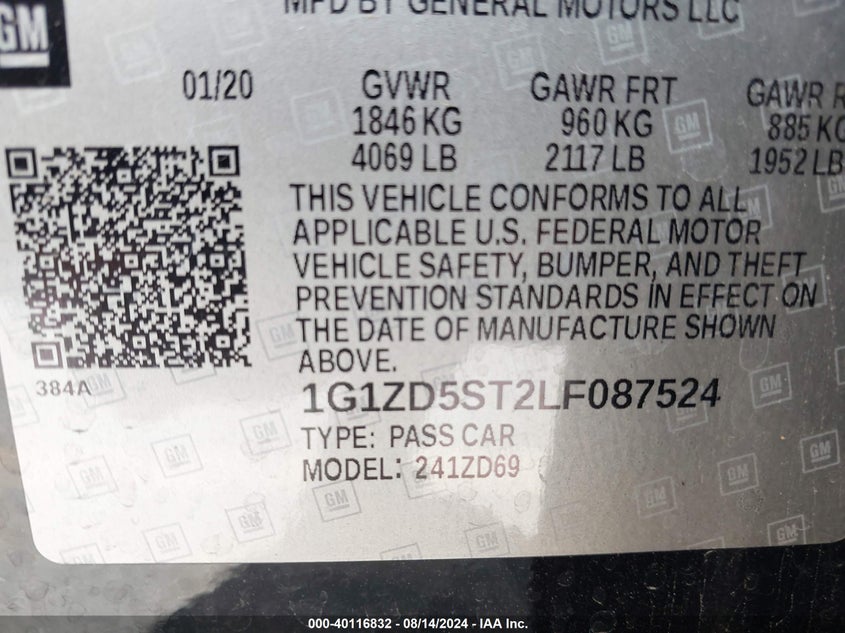 GM
MFD BY GENERAL MOTORS LLC
01/20 GVWR GAWR FRT GAWR R
1846 KG 960 KG 885 KG
4069 LB 2117 LB 1952 LB
THIS VEHICLE CONFORMS TO ALL
APPLICABLE U.S. FEDERAL MOTOR
VEHICLE SAFETY, BUMPER, AND THEFT
PREVENTION STANDARDS IN EFFECT ON
THE DATE OF MANUFACTURE SHOWN
ABOVE.
384A
1G1ZD5ST2LF087524
TYPE: PASS CAR
MODEL: 241ZD69
000-40116832 - 08/14/2024 - IAA Inc.